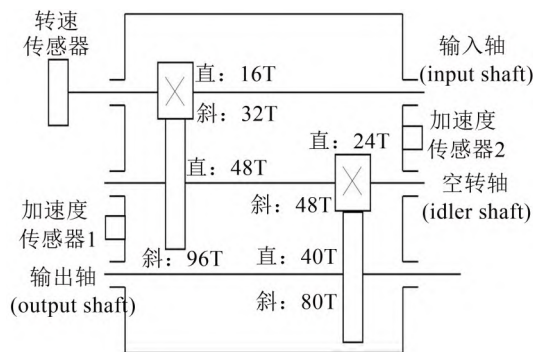 转速
传感器
直：16T
输入轴
(input shaft)
斜：32T
加速度
传感器2
直：24T
直：48T
空转轴
(idler shaft)
加速度
传感器1
斜：48T
斜：96T
直：40T
输出轴
(output shaft)
斜：80T